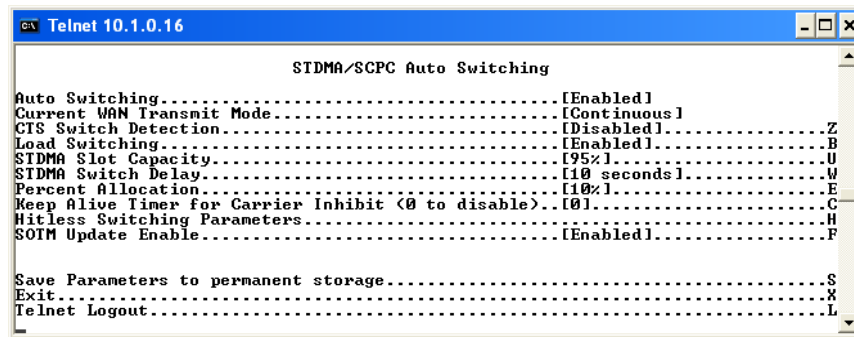 Telnet 10.1.0.16
STDMA/SCPC Auto Switching
Auto Switching..........................................[Enabled]
Current WAN Transmit Mode...............................[Continuous]
CTS Switch Detection....................................[Disabled]................Z
Load Switching..........................................[Enabled].................B
STDMA Slot Capacity.....................................[95%].....................U
STDMA Switch Delay......................................[10 seconds]..............W
Percent Allocation......................................[10%].....................E
Keep Alive Timer for Carrier Inhibit (0 to disable)..[0].......................C
Hitless Switching Parameters......................................................H
SOTM Update Enable......................................[Enabled].................F
Save Parameters to permanent storage..............................................S
Exit..............................................................................X
Telnet Logout.....................................................................L